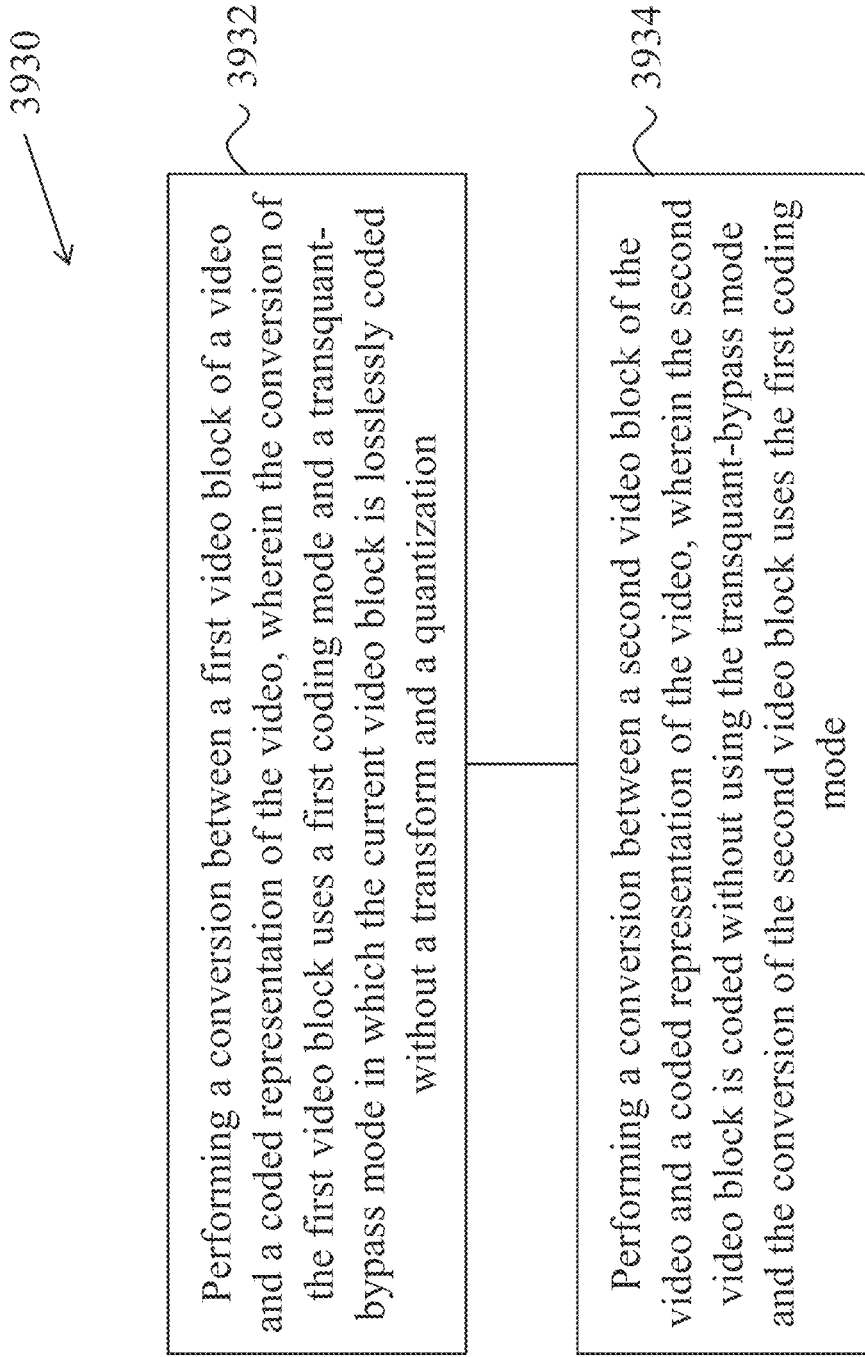 3930
3932
Performing a conversion between a first video block of a video
and a coded representation of the video, wherein the conversion of
the first video block uses a first coding mode and a transquant-
bypass mode in which the current video block is losslessly coded
without a transform and a quantization
3934
Performing a conversion between a second video block of the
video and a coded representation of the video, wherein the second
video block is coded without using the transquant-bypass mode
and the conversion of the second video block uses the first coding
mode